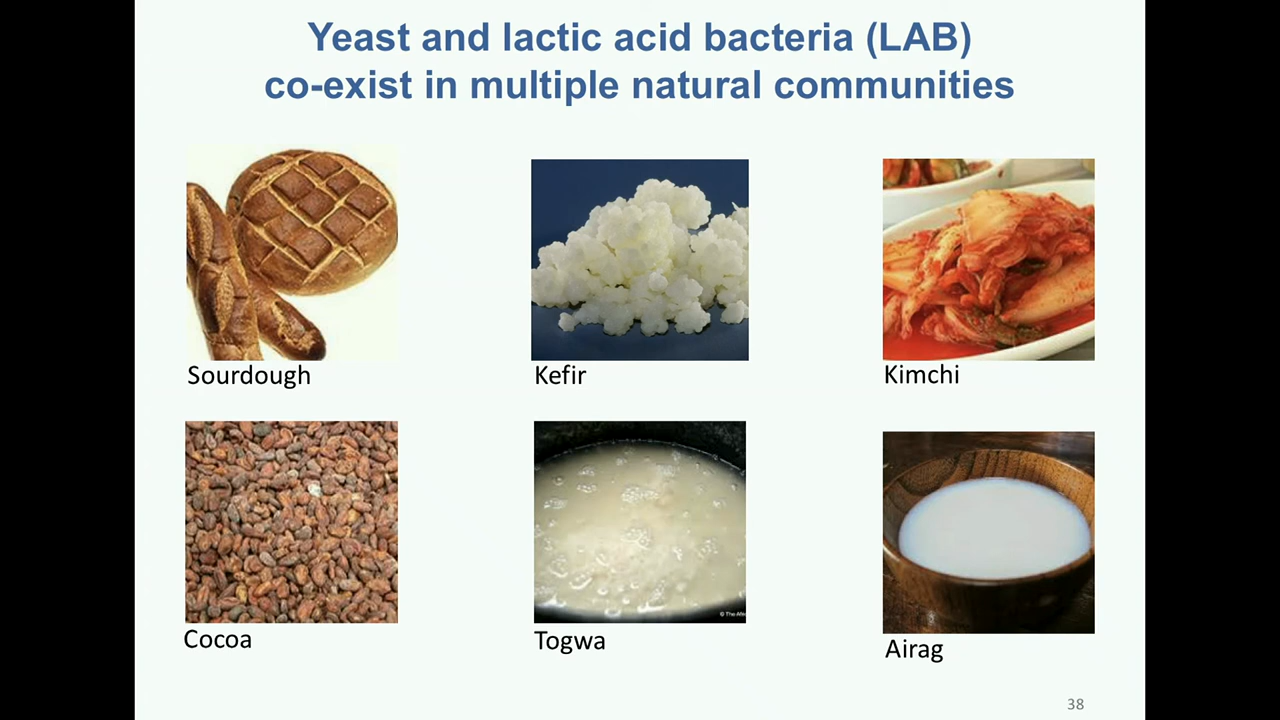 Yeast and lactic acid bacteria (LAB)
co-exist in multiple natural communities
Sourdough
Kefir
Kimchi
Cocoa
Togwa
Airag
38